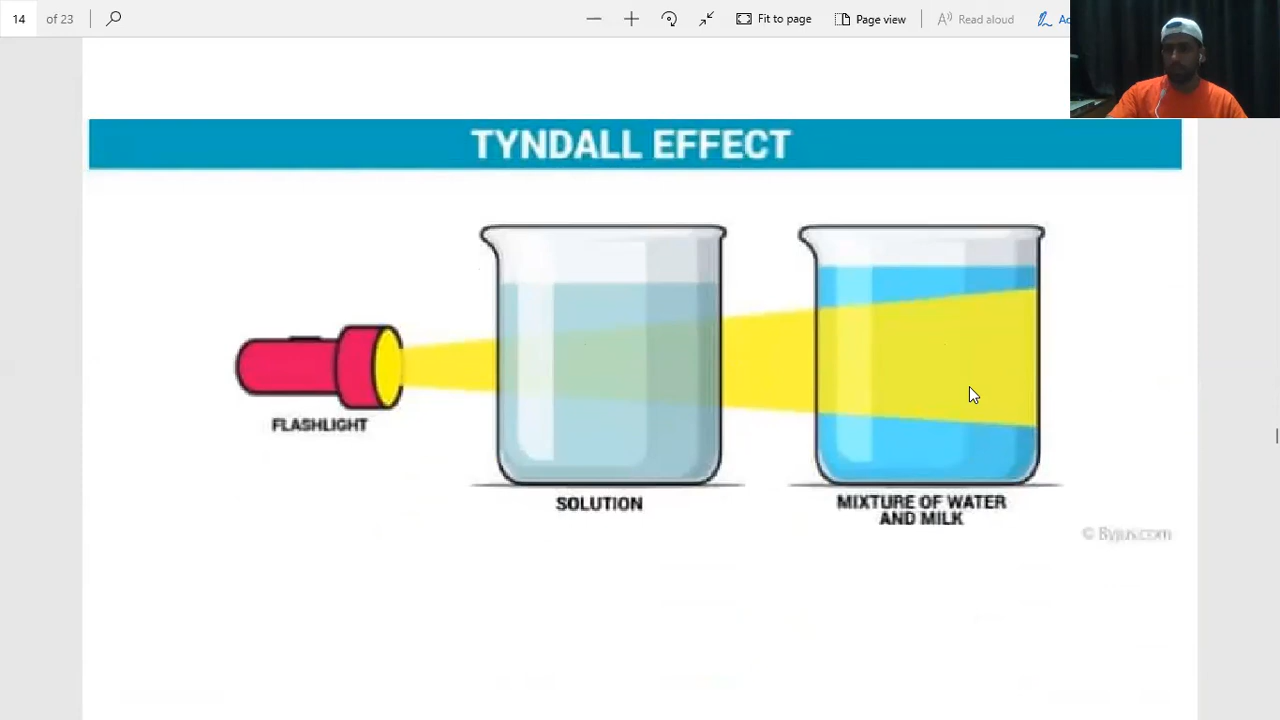 14 of 23 Fit to page Page view Read aloud
TYNDALL EFFECT
FLASHLIGHT
SOLUTION
MIXTURE OF WATER
AND MILK
© Byjus.com